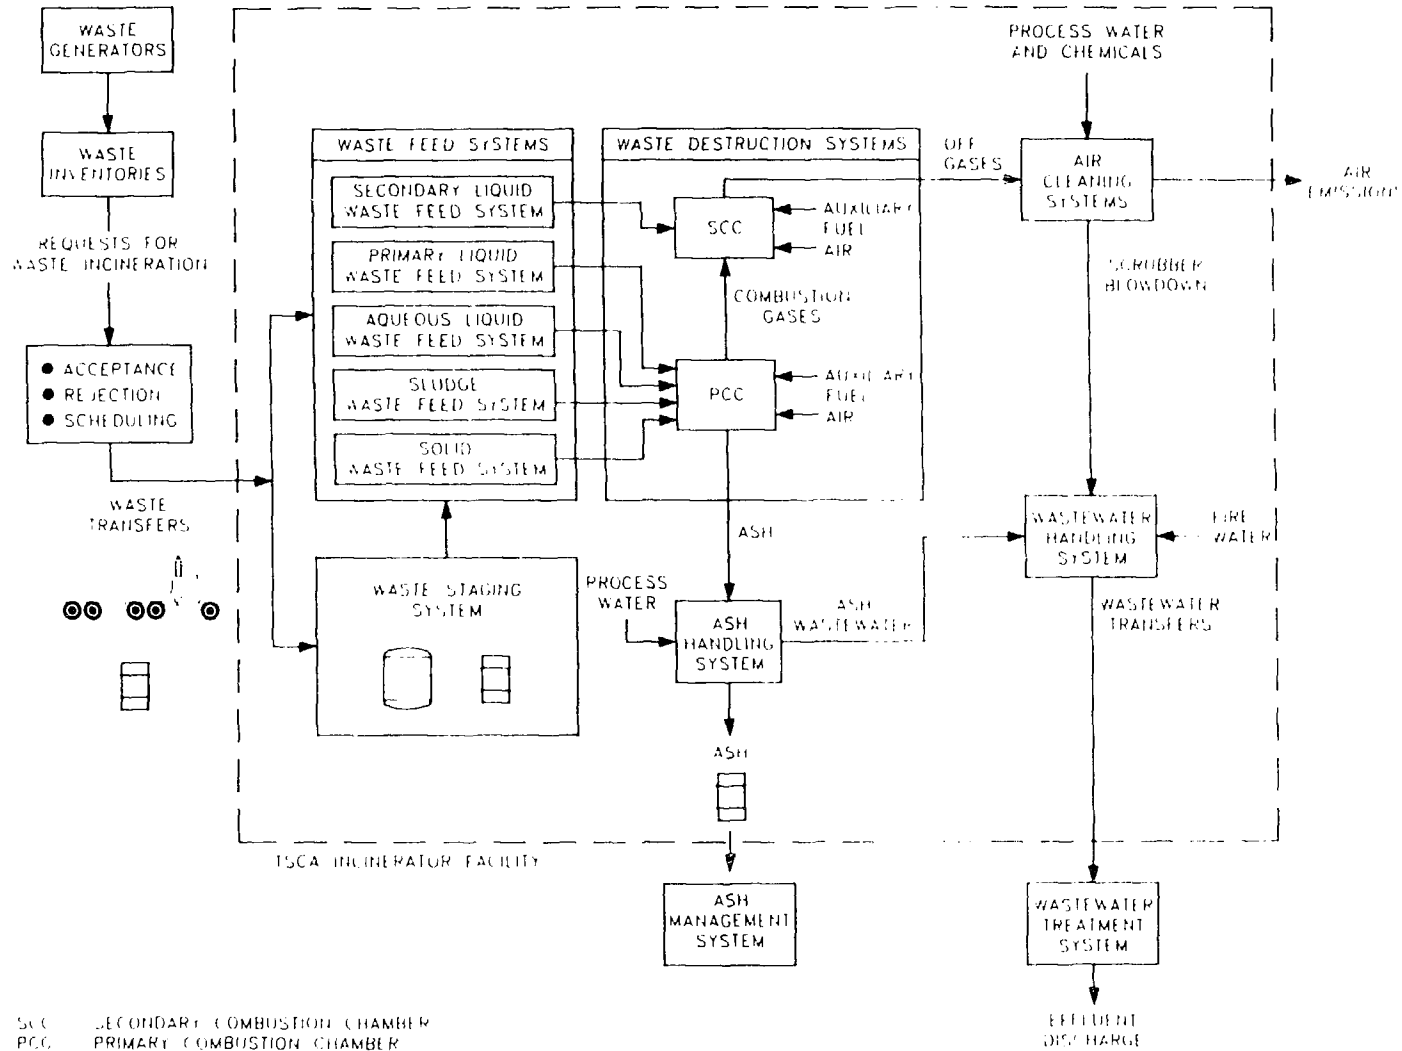 WASTE
GENERATORS
WASTE
INVENTORIES
REQUESTS FOR
WASTE INCINERATION
● ACCEPTANCE
● REJECTION
● SCHEDULING
WASTE
TRANSFERS
WASTE FEED SYSTEMS
SECONDARY LIQUID
WASTE FEED SYSTEM
PRIMARY LIQUID
WASTE FEED SYSTEM
AQUEOUS LIQUID
WASTE FEED SYSTEM
SLUDGE
WASTE FEED SYSTEM
SOLID
WASTE FEED SYSTEM
WASTE STAGING
SYSTEM
WASTE DESTRUCTION SYSTEMS
SCC
AUXILIARY
FUEL
AIR
COMBUSTION
GASES
PCC
AUXILIARY
FUEL
AIR
ASH
PROCESS
WATER
ASH
HANDLING
SYSTEM
ASH
WASTEWATER
ASH
ASH
MANAGEMENT
SYSTEM
OFF
GASES
PROCESS WATER
AND CHEMICALS
AIR
CLEANING
SYSTEMS
AIR
EMISSIONS
SCRUBBER
BLOWDOWN
WASTEWATER
HANDLING
SYSTEM
FIRE
WATER
WASTEWATER
TRANSFERS
WASTEWATER
TREATMENT
SYSTEM
EFFLUENT
DISCHARGE
TSCA INCINERATOR FACILITY
SCC SECONDARY COMBUSTION CHAMBER
PCC PRIMARY COMBUSTION CHAMBER